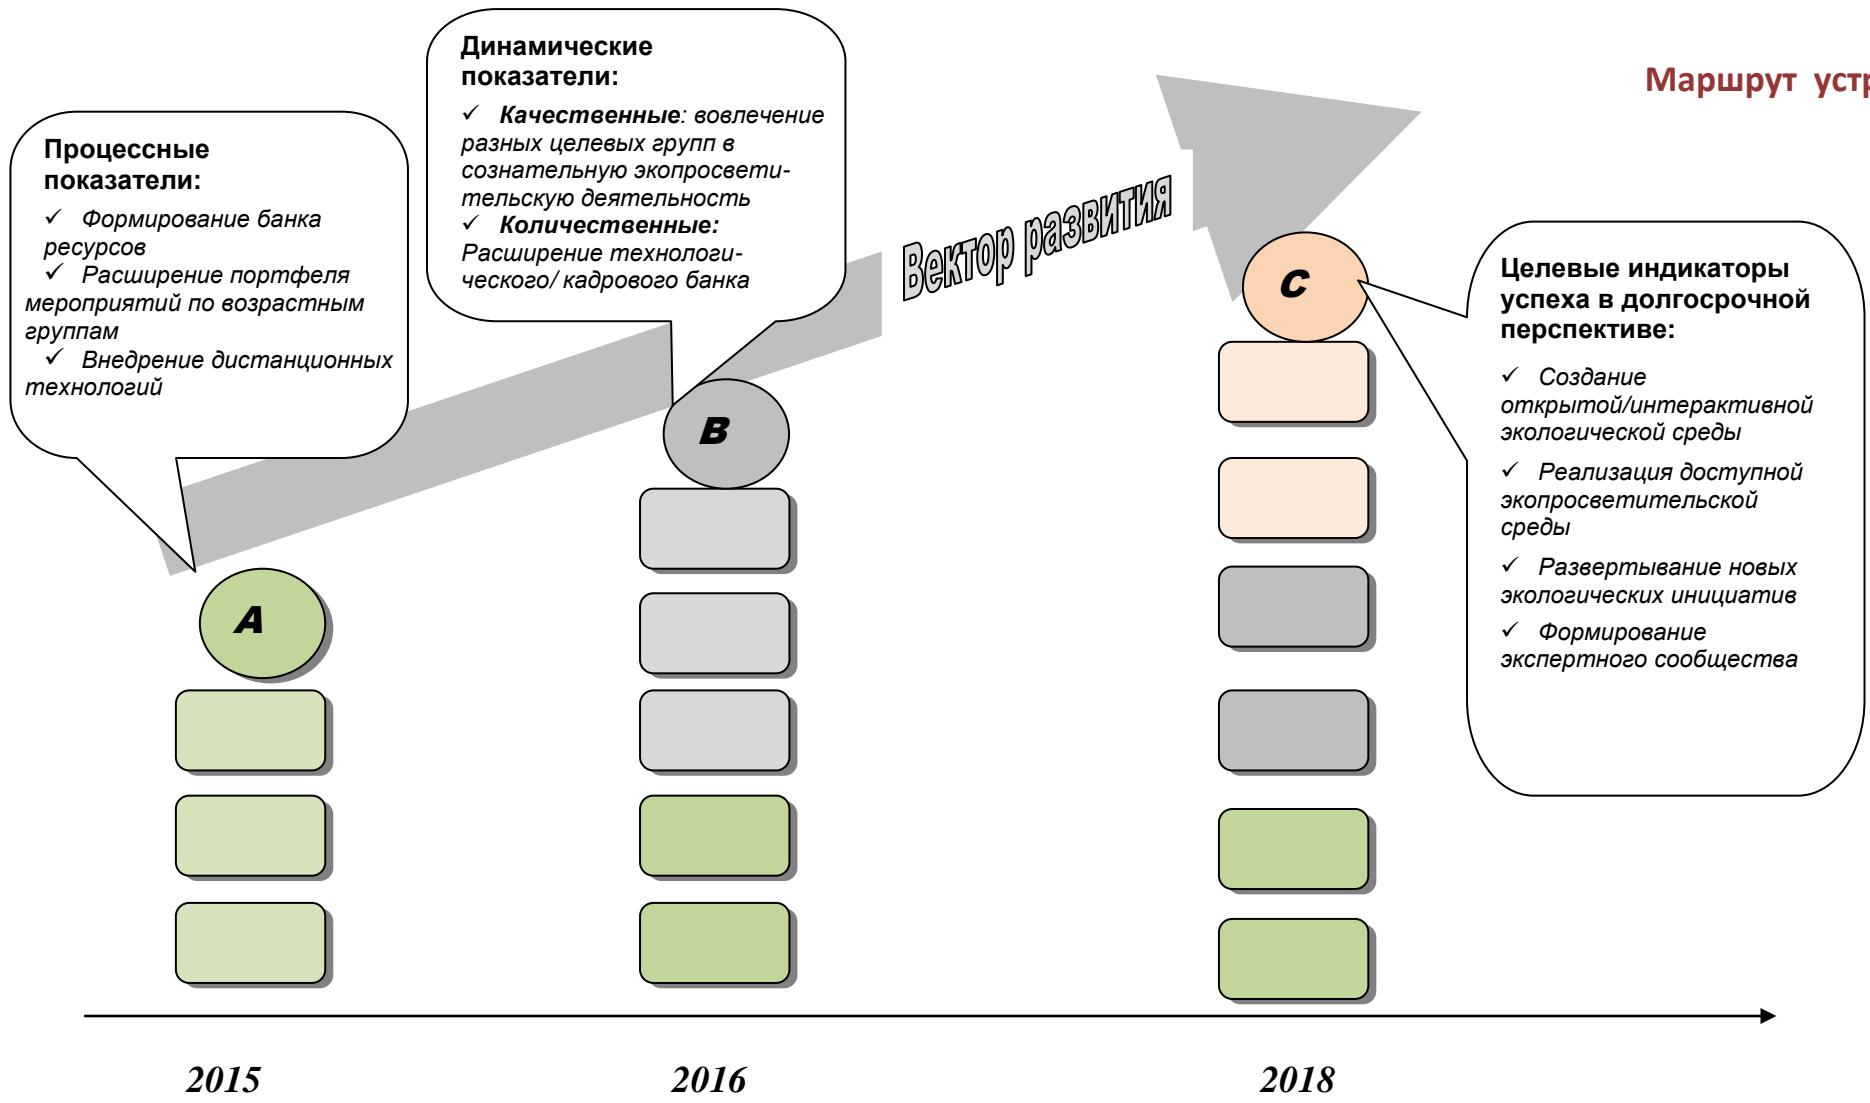 Маршрут устр
Динамические
показатели:
✓ Качественные: вовлечение
разных целевых групп в
сознательную экопросвети-
тельскую деятельность
✓ Количественные:
Расширение технологи-
ческого/ кадрового банка
Процессные
показатели:
✓ Формирование банка
ресурсов
✓ Расширение портфеля
мероприятий по возрастным
группам
✓ Внедрение дистанционных
технологий
Вектор развития
Целевые индикаторы
успеха в долгосрочной
перспективе:
✓ Создание
открытой/интерактивной
экологической среды
✓ Реализация доступной
экопросветительской
среды
✓ Развертывание новых
экологических инициатив
✓ Формирование
экспертного сообщества
A
B
C
2015
2016
2018